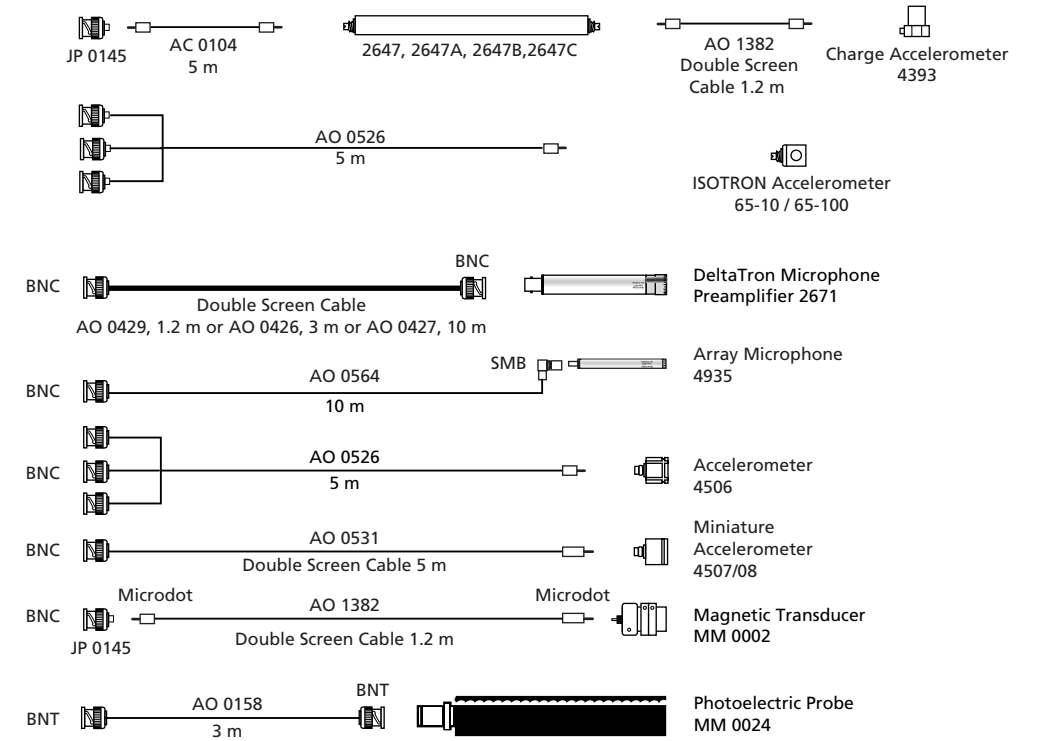 JP 0145
AC 0104
5 m
2647, 2647A, 2647B,2647C
AO 1382
Double Screen
Cable 1.2 m
Charge Accelerometer
4393
AO 0526
5 m
ISOTRON Accelerometer
65-10 / 65-100
BNC
BNC
Double Screen Cable
AO 0429, 1.2 m or AO 0426, 3 m or AO 0427, 10 m
DeltaTron Microphone
Preamplifier 2671
BNC
AO 0564
10 m
SMB
Array Microphone
4935
BNC
AO 0526
5 m
Accelerometer
4506
BNC
AO 0531
Double Screen Cable 5 m
Miniature
Accelerometer
4507/08
BNC
JP 0145
Microdot
AO 1382
Double Screen Cable 1.2 m
Microdot
Magnetic Transducer
MM 0002
BNT
AO 0158
3 m
BNT
Photoelectric Probe
MM 0024